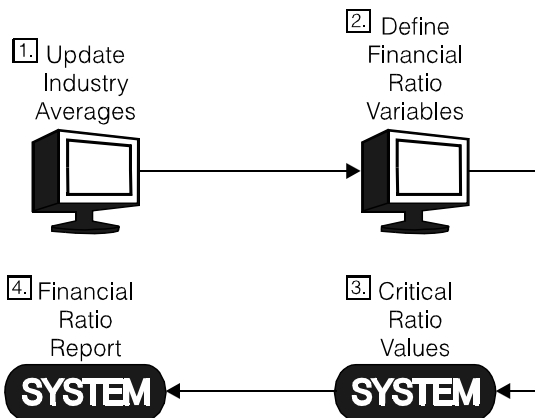 1. Update
Industry
Averages
2. Define
Financial
Ratio
Variables
4. Financial
Ratio
Report
SYSTEM
3. Critical
Ratio
Values
SYSTEM